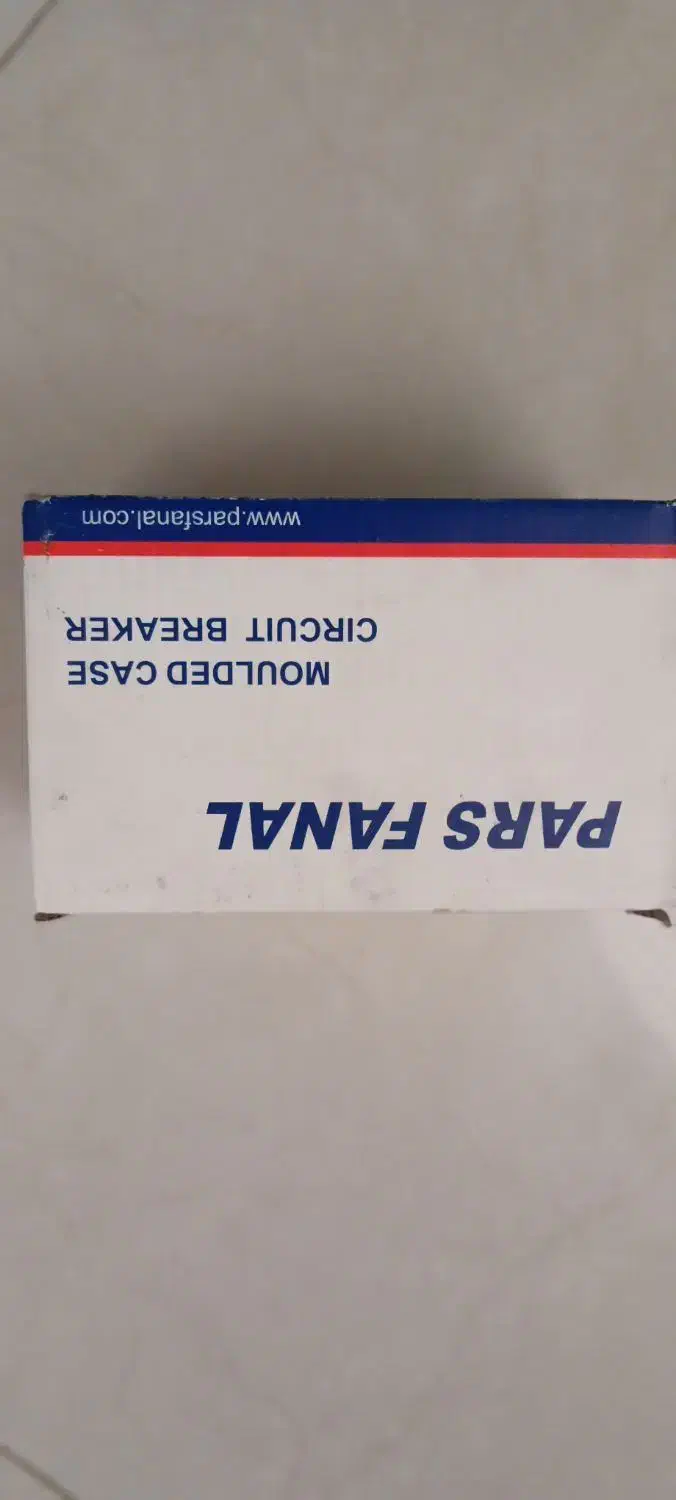 PARS FANAL
MOULDED CASE
CIRCUIT BREAKER
www.parsfanal.com